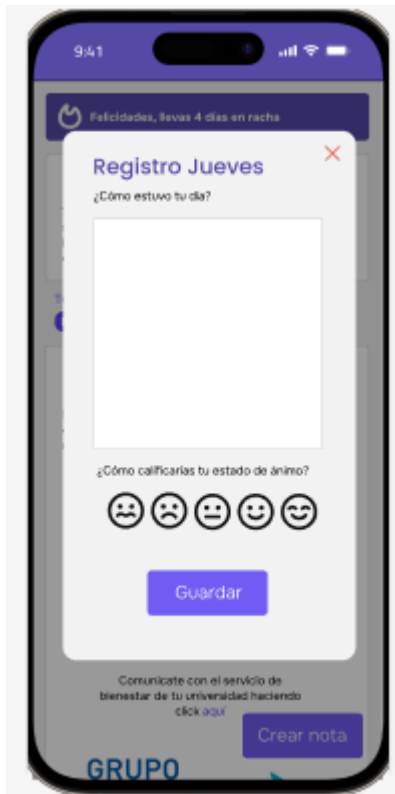 9:41
Felicidades, llevas 4 días en racha
Registro Jueves
¿Cómo estuvo tu día?
¿Cómo calificarías tu estado de ánimo?
Guardar
Comunicate con el servicio de
bienestar de tu universidad haciendo
click aquí
Crear nota
GRUPO